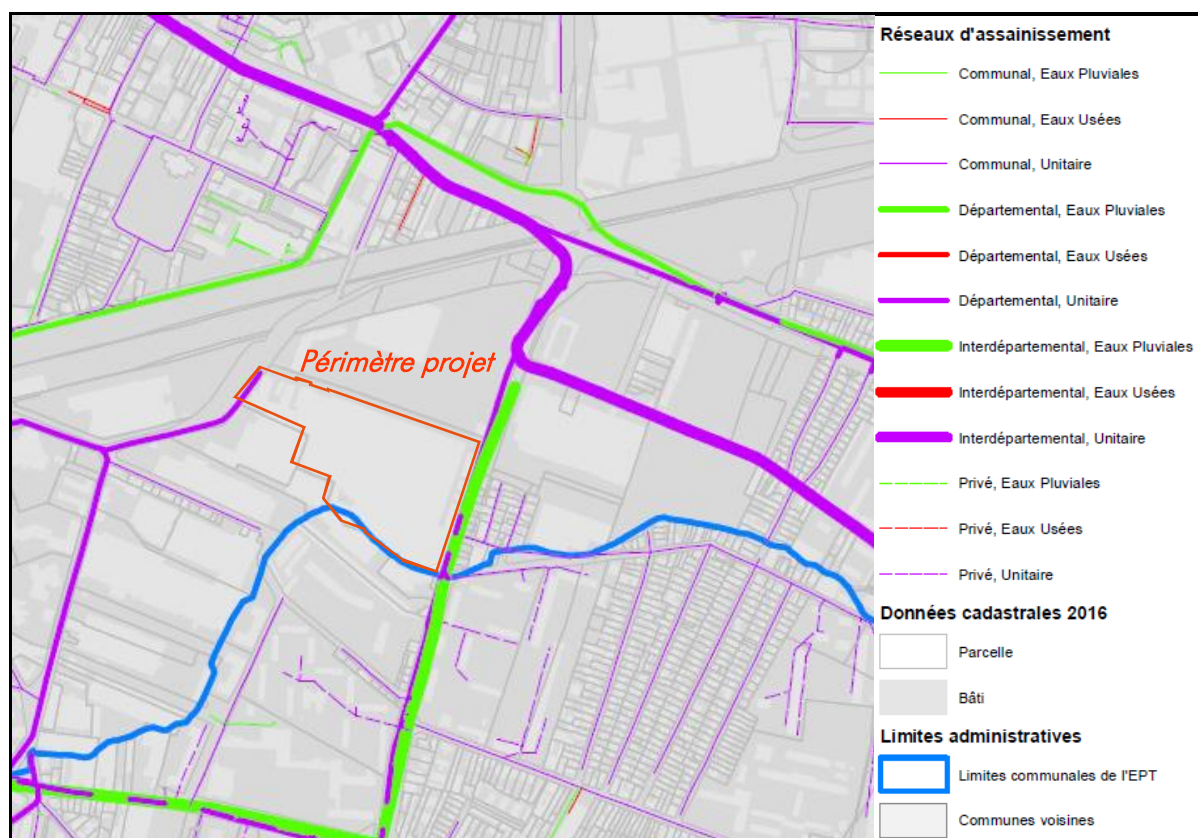 Périmètre projet
Réseaux d'assainissement
Communal, Eaux Pluviales
Communal, Eaux Usées
Communal, Unitaire
Départemental, Eaux Pluviales
Départemental, Eaux Usées
Départemental, Unitaire
Interdépartemental, Eaux Pluviales
Interdépartemental, Eaux Usées
Interdépartemental, Unitaire
Privé, Eaux Pluviales
Privé, Eaux Usées
Privé, Unitaire
Données cadastrales 2016
Parcelle
Bâti
Limites administratives
Limites communales de l'EPT
Communes voisines